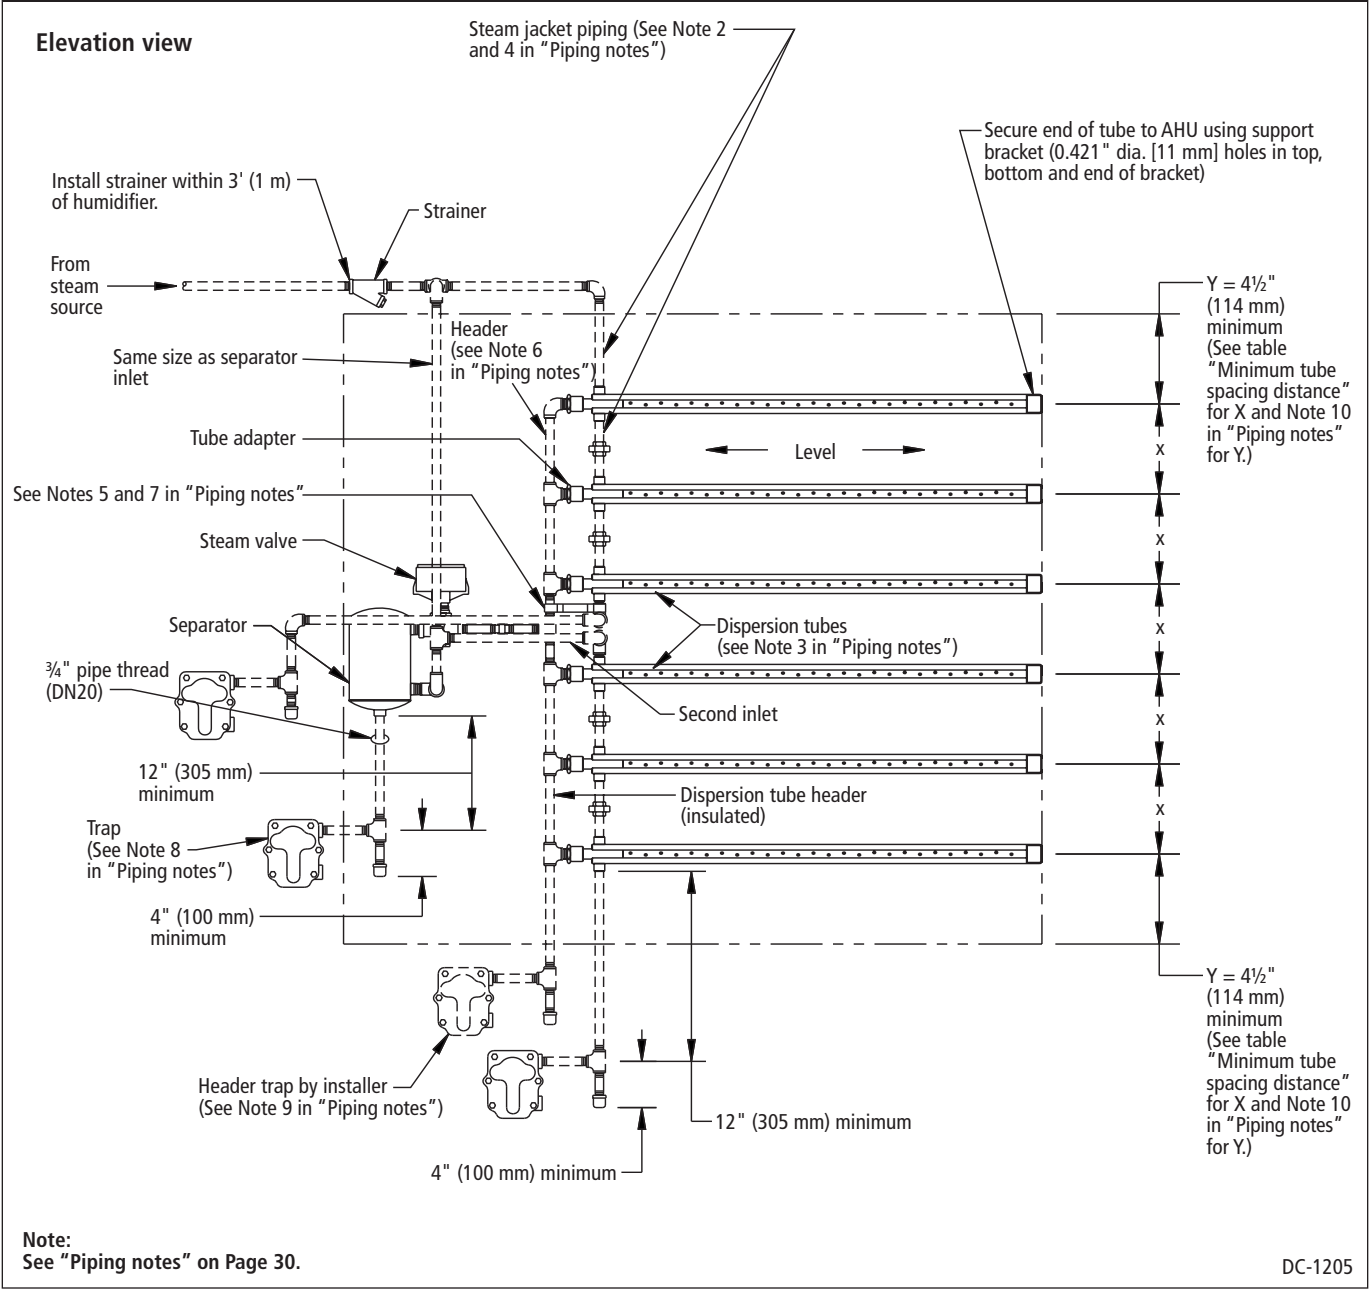 Elevation view
Steam jacket piping (See Note 2
and 4 in “Piping notes”)
Secure end of tube to AHU using support
bracket (0.421" dia. [11 mm] holes in top,
bottom and end of bracket)
Install strainer within 3' (1 m)
of humidifier.
Strainer
From
steam
source
Y = 4½"
(114 mm)
minimum
(See table
“Minimum tube
spacing distance”
for X and Note 10
in “Piping notes”
for Y.)
Header
(see Note 6
in “Piping notes”)
Same size as separator
inlet
Tube adapter
Level
x
See Notes 5 and 7 in “Piping notes”
Steam valve
x
Separator
Dispersion tubes
(see Note 3 in “Piping notes”)
x
¾" pipe thread
(DN20)
Second inlet
x
12" (305 mm)
minimum
Dispersion tube header
(insulated)
x
Trap
(See Note 8
in “Piping notes”)
4" (100 mm)
minimum
Y = 4½"
(114 mm)
minimum
(See table
“Minimum tube
spacing distance”
for X and Note 10
in “Piping notes”
for Y.)
Header trap by installer
(See Note 9 in “Piping notes”)
12" (305 mm) minimum
4" (100 mm) minimum
Note:
See “Piping notes” on Page 30.
DC-1205